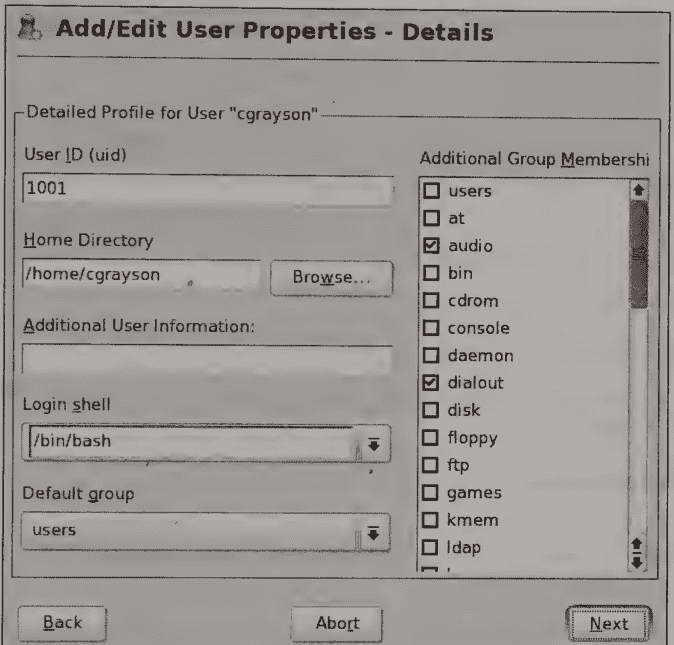 Add/Edit User Properties - Details
Detailed Profile for User "cgrayson"
User ID (uid)
1001
Home Directory
/home/cgrayson
Browse...
Additional User Information:
Login shell
/bin/bash
Default group
users
Additional Group Membershi
users
at
audio
bin
cdrom
console
daemon
dialout
disk
floppy
ftp
games
kmem
ldap
Back
Abort
Next